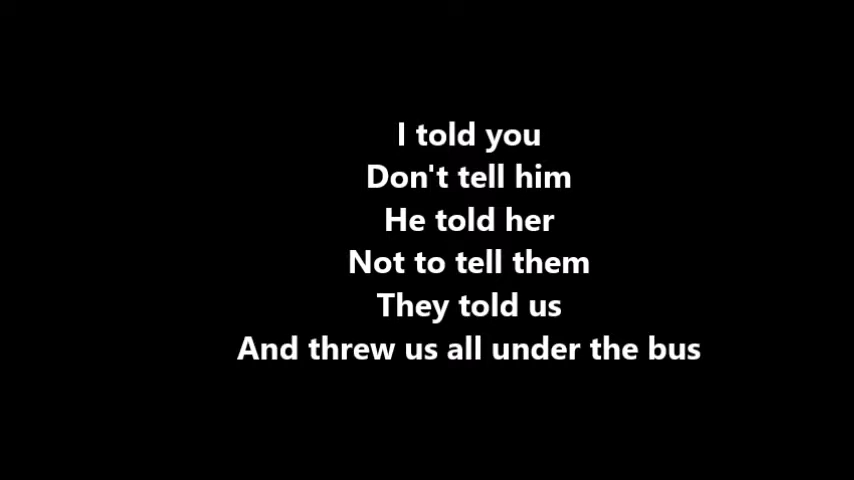 I told you
Don't tell him
He told her
Not to tell them
They told us
And threw us all under the bus